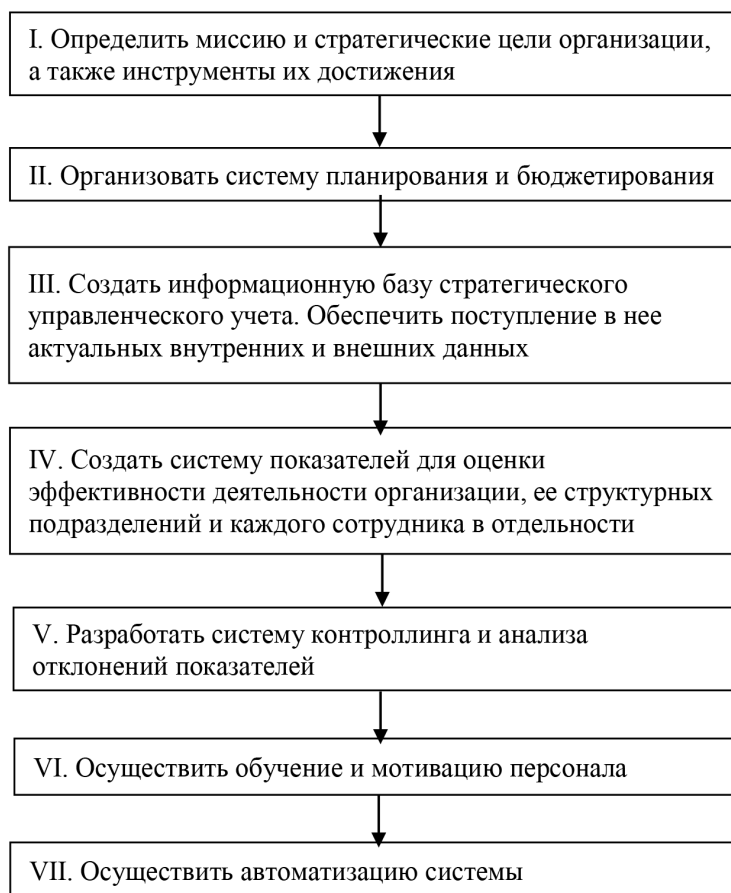 I. Определить миссию и стратегические цели организации,
а также инструменты их достижения
II. Организовать систему планирования и бюджетирования
III. Создать информационную базу стратегического
управленческого учета. Обеспечить поступление в нее
актуальных внутренних и внешних данных
IV. Создать систему показателей для оценки
эффективности деятельности организации, ее структурных
подразделений и каждого сотрудника в отдельности
V. Разработать систему контроллинга и анализа
отклонений показателей
VI. Осуществить обучение и мотивацию персонала
VII. Осуществить автоматизацию системы